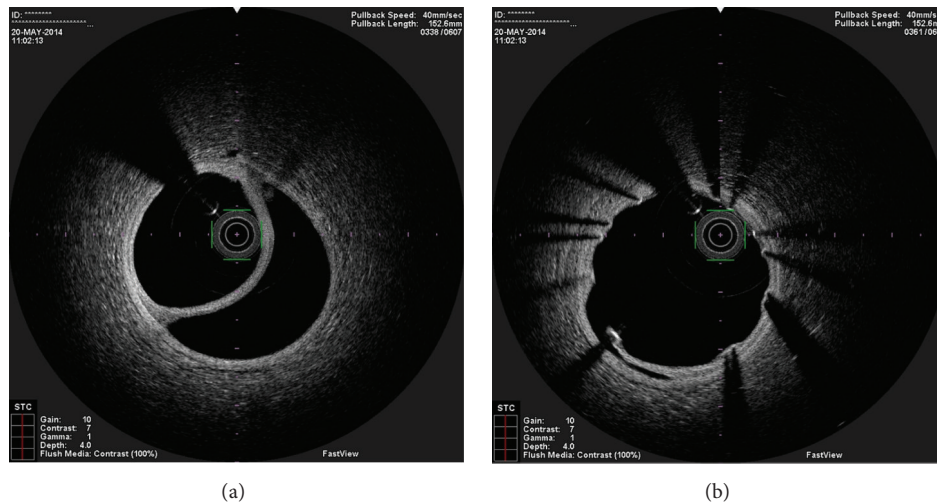 ID: ********
20-MAY-2014
11:02:13
Pullback Speed: 40mm/sec
Pullback Length: 152.6mm
0338 /0607
STC
Gain: 10
Contrast: 7
Gamma: 1
Depth: 4.0
Flush Media: Contrast (100%)
FastView
(a)
ID: ********
20-MAY-2014
11:02:13
Pullback Speed: 40mm/s
Pullback Length: 152.6m
0361 /06
STC
Gain: 10
Contrast: 7
Gamma: 1
Depth: 4.0
Flush Media: Contrast (100%)
FastView
(b)